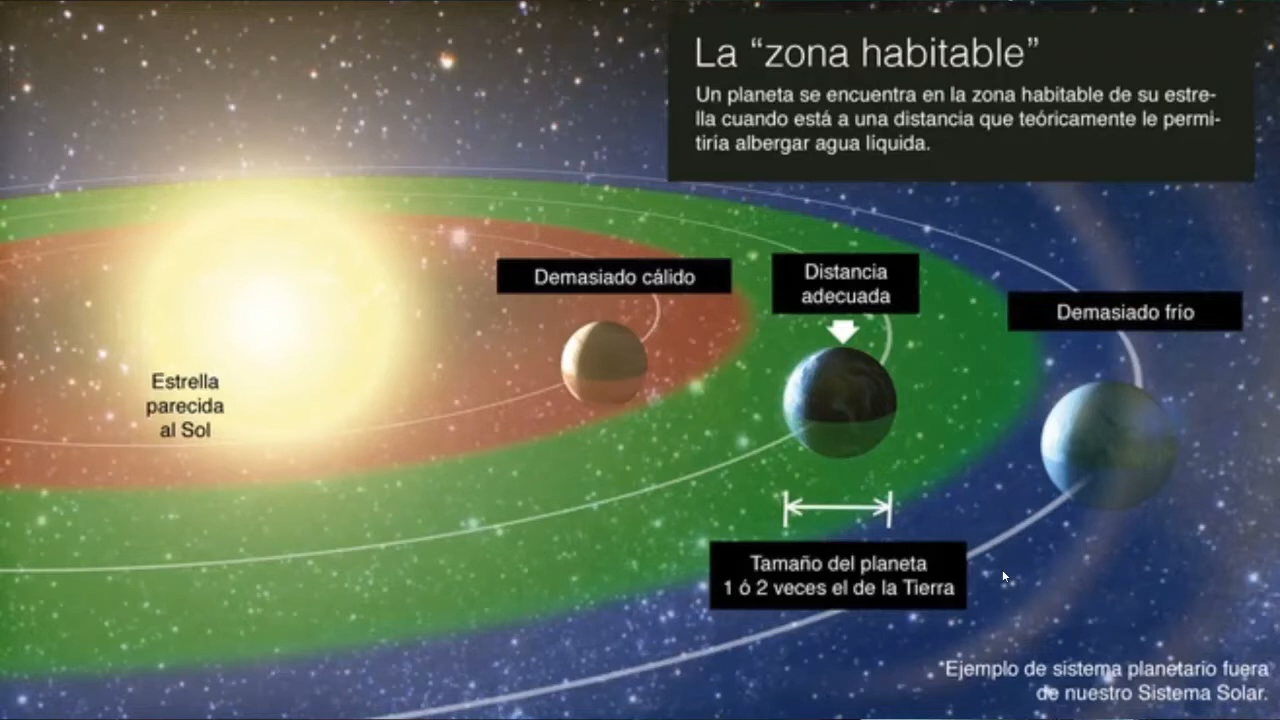 La “zona habitable”
Un planeta se encuentra en la zona habitable de su estre-
lla cuando está a una distancia que teóricamente le permi-
tiría albergar agua líquida.
Demasiado cálido
Distancia
adecuada
Demasiado frío
Estrella
parecida
al Sol
Tamaño del planeta
1 ó 2 veces el de la Tierra
*Ejemplo de sistema planetario fuera
de nuestro Sistema Solar.